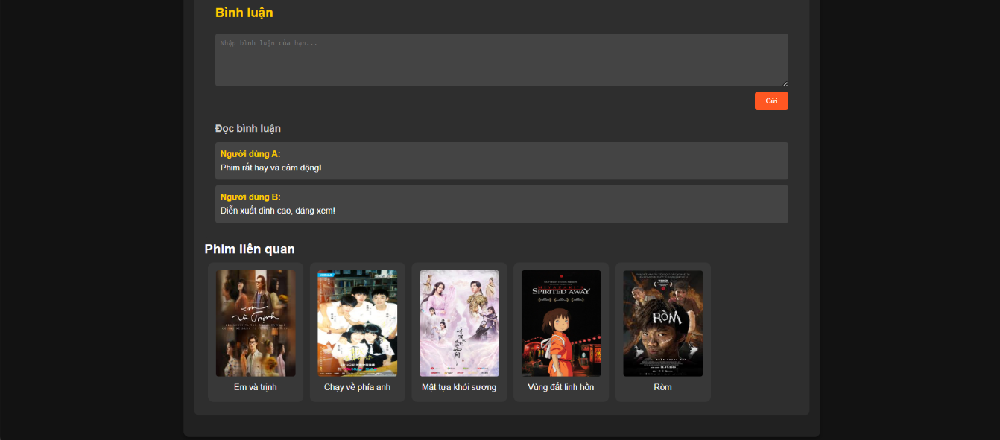 Bình luận
Nhập bình luận của bạn...
Gửi
Đọc bình luận
Người dùng A:
Phim rất hay và cảm động!
Người dùng B:
Diễn xuất đỉnh cao, đáng xem!
Phim liên quan
em
và Trịnh
MIYAZAKI'S
SPIRITED AWAY
RÒM
Em và trịnh
Chạy về phía anh
Mật tựa khói sương
Vùng đất linh hồn
Ròm